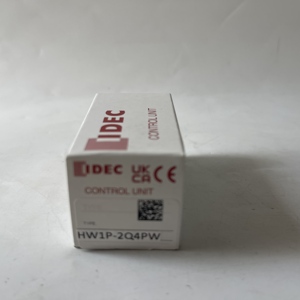 IDEC
CONTROL UNIT
IDEC UK CA CE
CONTROL UNIT
HW1P-2Q4PW